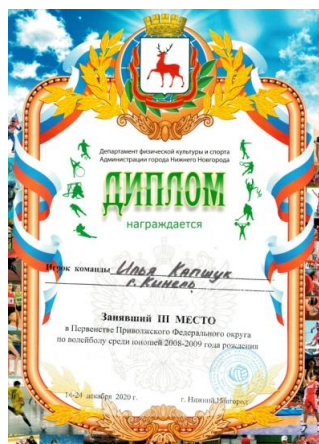 Департамент физической культуры и спорта
Администрации города Нижнего Новгорода
ДИПЛОМ
награждается
Игрок команды Илья Капшук
г. Кинель
Занявший III МЕСТО
в Первенстве Приволжского Федерального округа
по волейболу среди юношей 2008-2009 года рождения
14-24 декабря 2020 г. г. Нижний Новгород